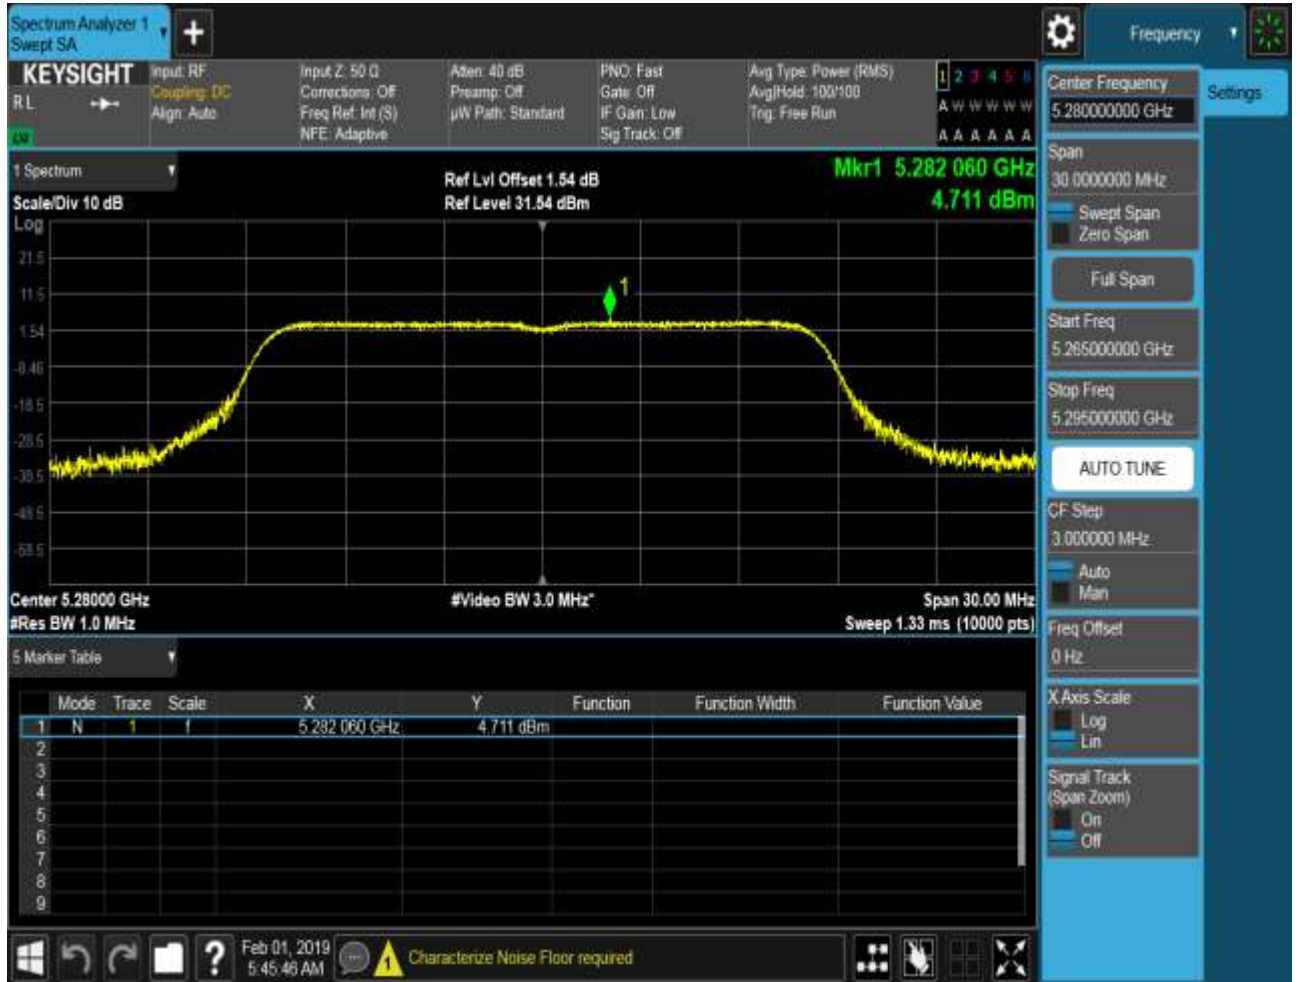 Spectrum Analyzer 1
Swept SA
+
Frequency
KEYSIGHT
R L
Input: RF
Coupling: DC
Align: Auto
Input Z: 50 Ω
Corrections: Off
Freq Ref: Int (S)
NFE: Adaptive
Atten: 40 dB
Preamp: Off
µW Path: Standard
PNO: Fast
Gate: Off
IF Gain: Low
Sig Track: Off
Avg Type: Power (RMS)
Avg|Hold: 100/100
Trig: Free Run
1 2 3 4 5 6
A W W W W W
A A A A A A
1 Spectrum
Scale/Div 10 dB
Ref Lvl Offset 1.54 dB
Ref Level 31.54 dBm
Mkr1 5.282 060 GHz
4.711 dBm
Log
21.5
11.5
1.54
-8.46
-18.5
-28.5
-38.5
-48.5
-58.5
1
Center 5.28000 GHz
#Res BW 1.0 MHz
#Video BW 3.0 MHz*
Span 30.00 MHz
Sweep 1.33 ms (10000 pts)
5 Marker Table
Mode Trace Scale X Y Function Function Width Function Value
1 N 1 f 5.282 060 GHz 4.711 dBm
2
3
4
5
6
7
8
9
Settings
Center Frequency
5.280000000 GHz
Span
30.0000000 MHz
Swept Span
Zero Span
Full Span
Start Freq
5.265000000 GHz
Stop Freq
5.295000000 GHz
AUTO TUNE
CF Step
3.000000 MHz
Auto
Man
Freq Offset
0 Hz
X Axis Scale
Log
Lin
Signal Track
(Span Zoom)
On
Off
?
Feb 01, 2019
5:45:46 AM
1
Characterize Noise Floor required